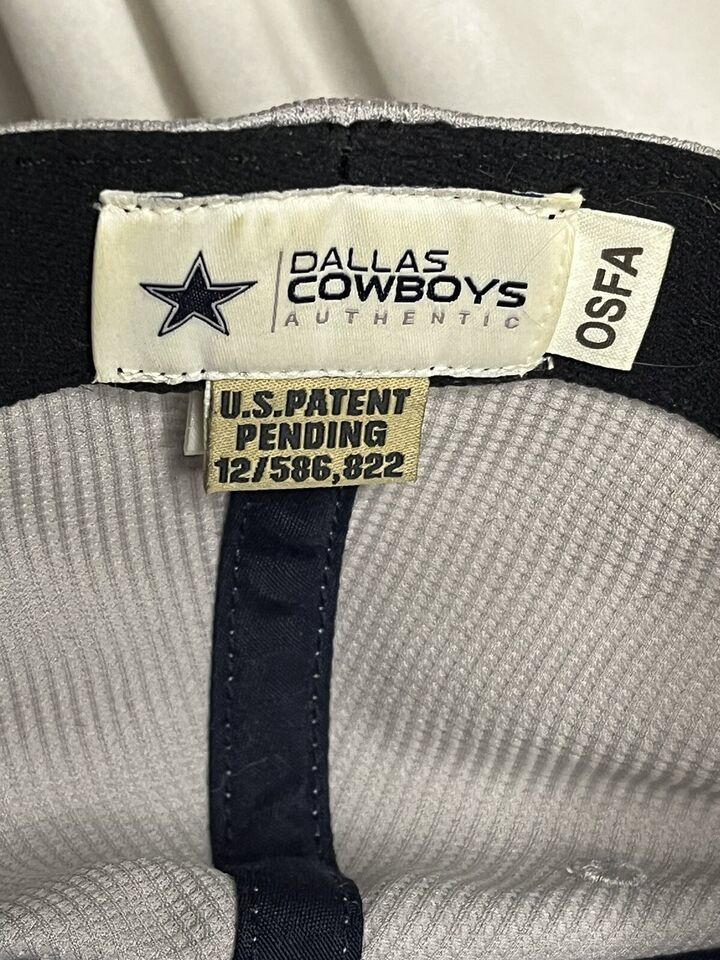 DALLAS
COWBOYS
AUTHENTIC
OSFA
U.S.PATENT
PENDING
12/586,822